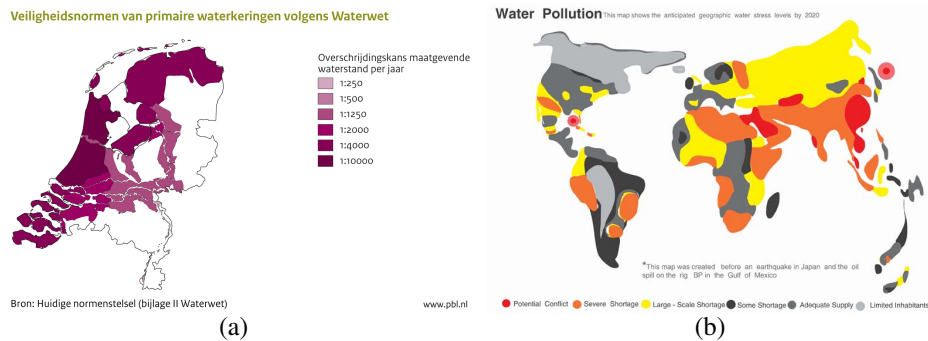 Veiligheidsnormen van primaire waterkeringen volgens Waterwet
Overschrijdingskans maatgevende
waterstand per jaar
1:250
1:500
1:1250
1:2000
1:4000
1:10000
Bron: Huidige normenstelsel (bijlage II Waterwet)
www.pbl.nl
(a)
Water Pollution This map shows the anticipated geographic water stress levels by 2020
*This map was created before an earthquake in Japan and the oil
spill on the rig BP in the Gulf of Mexico
Potential Conflict Severe Shortage Large - Scale Shortage Some Shortage Adequate Supply Limited Inhabitants
(b)